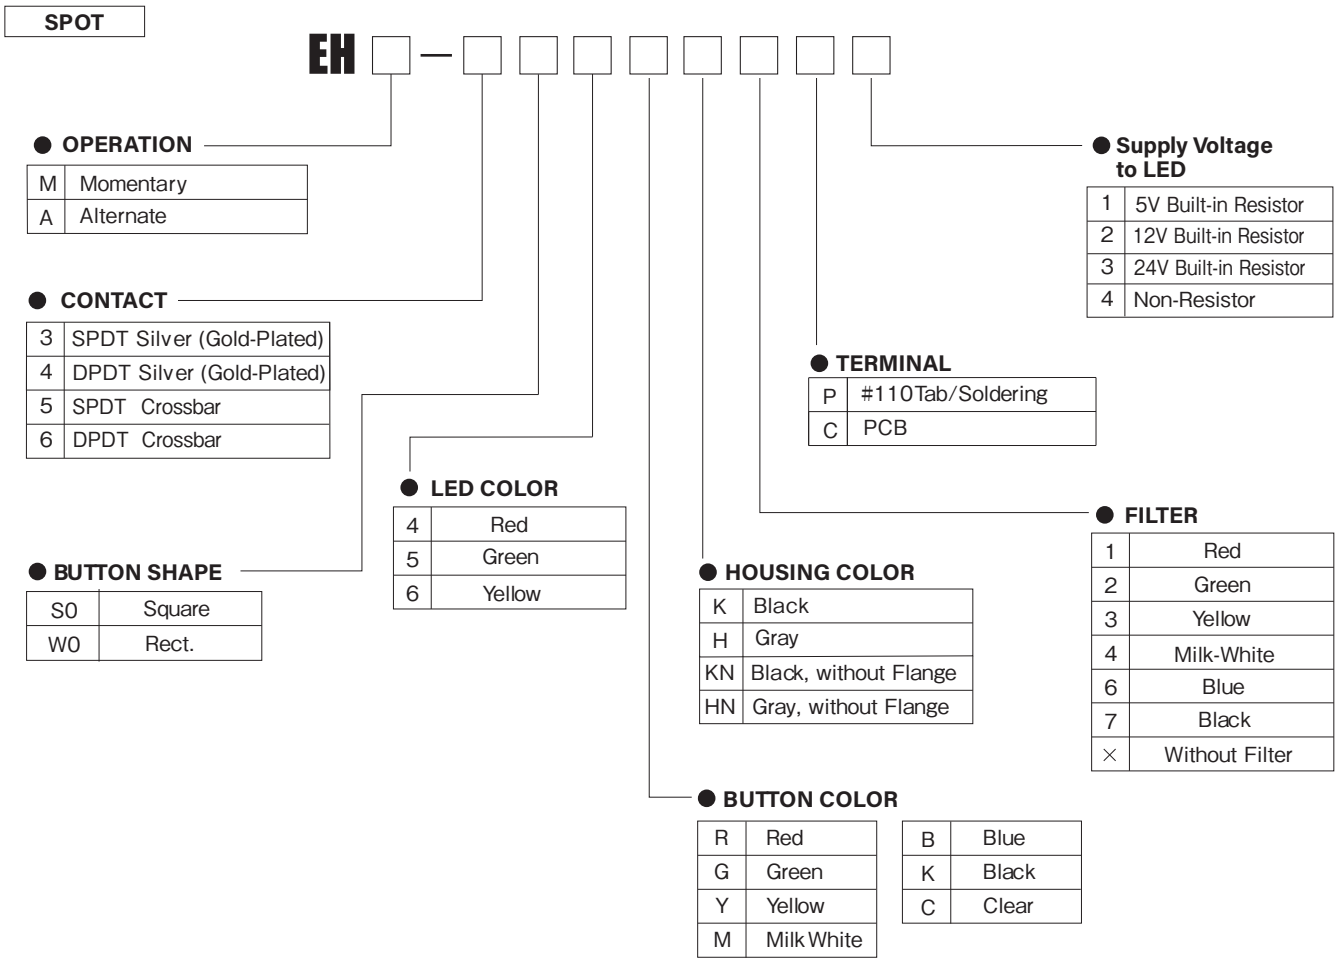 SPOT
EH —
● OPERATION
M Momentary
A Alternate
● CONTACT
3 SPDT Silver (Gold-Plated)
4 DPDT Silver (Gold-Plated)
5 SPDT Crossbar
6 DPDT Crossbar
● BUTTON SHAPE
S0 Square
W0 Rect.
● LED COLOR
4 Red
5 Green
6 Yellow
● Supply Voltage
to LED
1 5V Built-in Resistor
2 12V Built-in Resistor
3 24V Built-in Resistor
4 Non-Resistor
● TERMINAL
P #110Tab/Soldering
C PCB
● FILTER
1 Red
2 Green
3 Yellow
4 Milk-White
6 Blue
7 Black
× Without Filter
● HOUSING COLOR
K Black
H Gray
KN Black, without Flange
HN Gray, without Flange
● BUTTON COLOR
R Red
G Green
Y Yellow
M Milk White
B Blue
K Black
C Clear